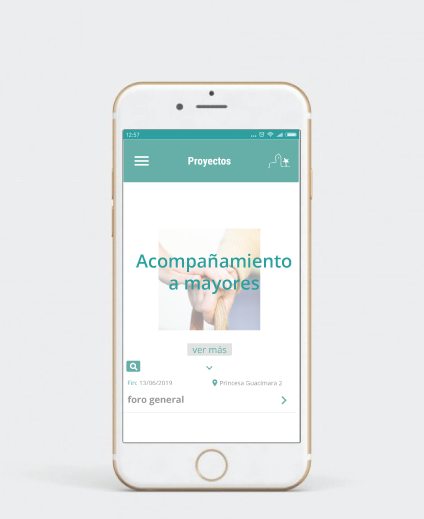 12:57
Proyectos
Acompañamiento
a mayores
ver más
Fin: 13/06/2019 Princesa Guacimara 2
foro general